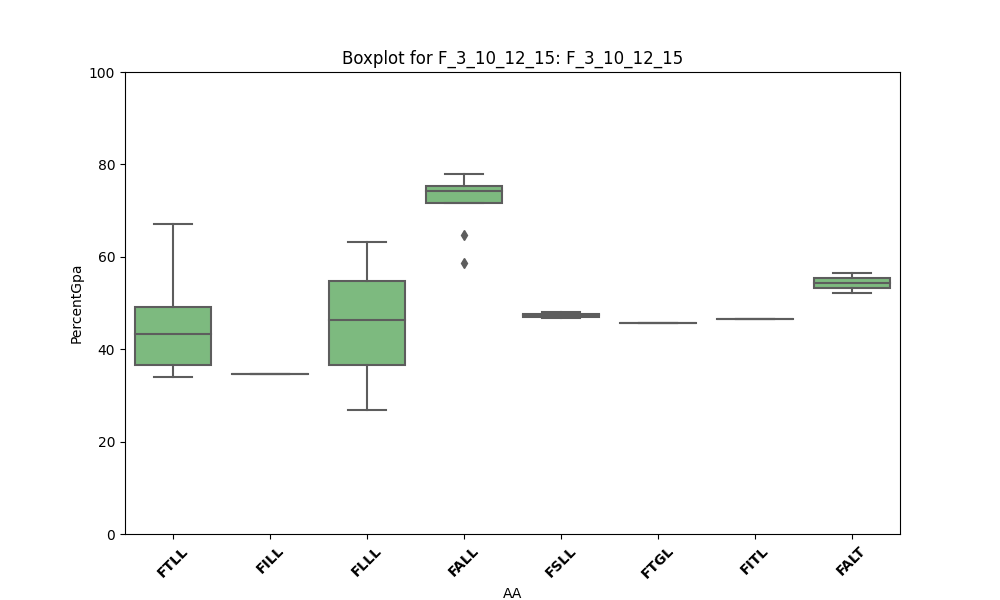 Boxplot for F_3_10_12_15: F_3_10_12_15
100
80
60
40
20
0
PercentGpa
FTLL
FILL
FLLL
FALL
FSLL
FTGL
FITL
FALT
AA